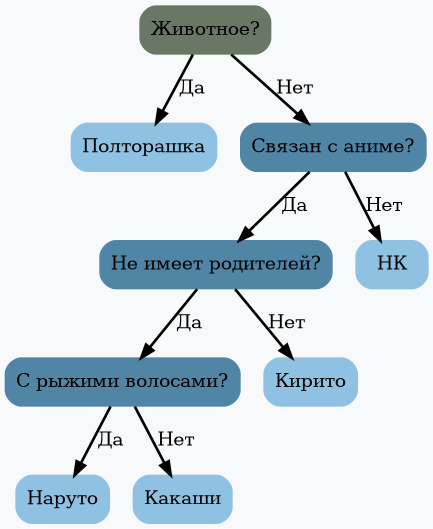 Животное?
Да
Нет
Полторашка
Связан с аниме?
Да
Нет
Не имеет родителей?
НК
Да
Нет
С рыжими волосами?
Кирито
Да
Нет
Наруто
Какаши